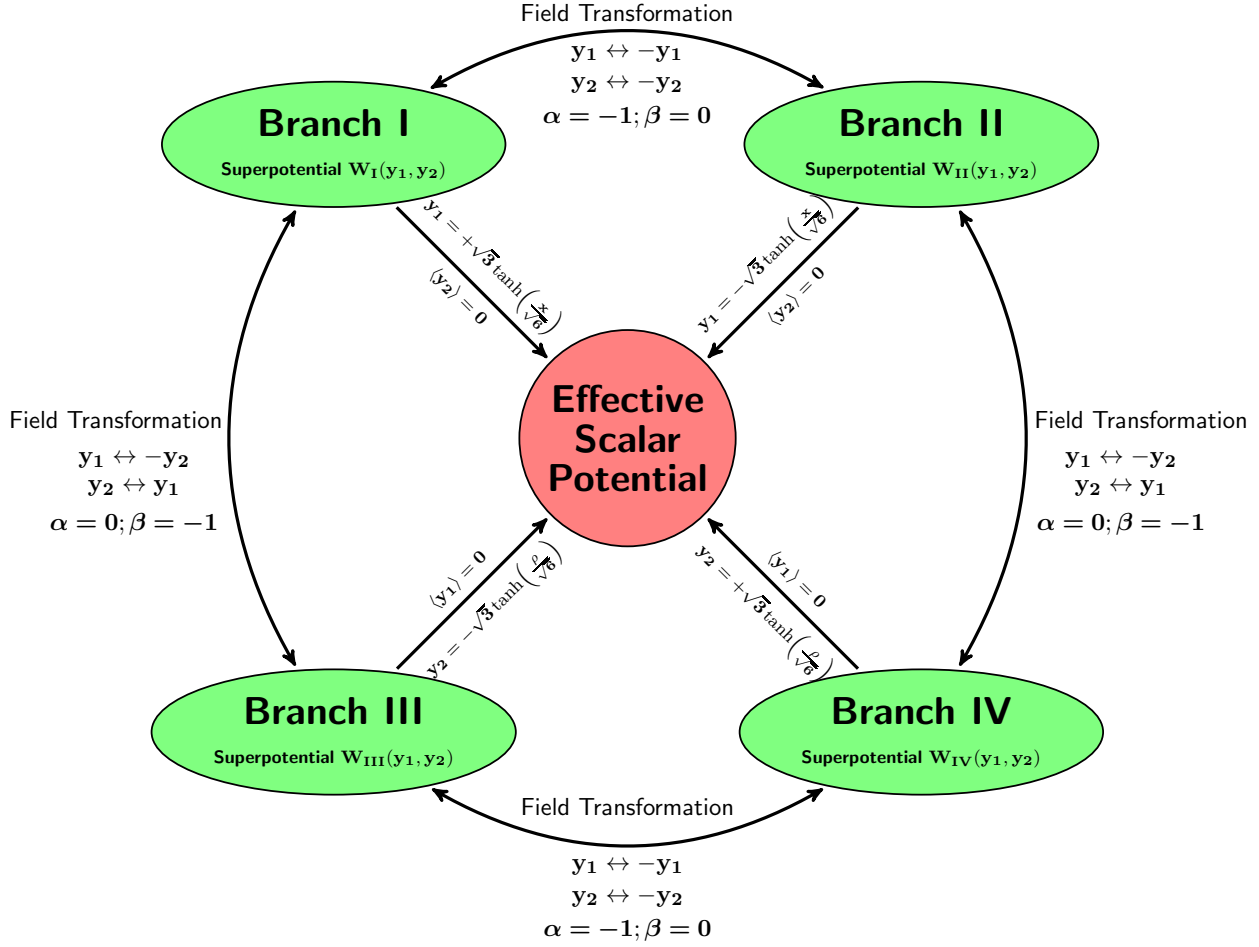 Field Transformation
y₁ ↔ −y₁
y₂ ↔ −y₂
α = −1; β = 0
Branch I
Superpotential W_I(y₁, y₂)
Branch II
Superpotential W_II(y₁, y₂)
y₁ = +√3 tanh(x/√6)
⟨y₂⟩ = 0
y₁ = −√3 tanh(x/√6)
⟨y₂⟩ = 0
Effective
Scalar
Potential
Field Transformation
y₁ ↔ −y₂
y₂ ↔ y₁
α = 0; β = −1
Field Transformation
y₁ ↔ −y₂
y₂ ↔ y₁
α = 0; β = −1
⟨y₁⟩ = 0
y₂ = −√3 tanh(ρ/√6)
⟨y₁⟩ = 0
y₂ = +√3 tanh(ρ/√6)
Branch III
Superpotential W_III(y₁, y₂)
Branch IV
Superpotential W_IV(y₁, y₂)
Field Transformation
y₁ ↔ −y₁
y₂ ↔ −y₂
α = −1; β = 0